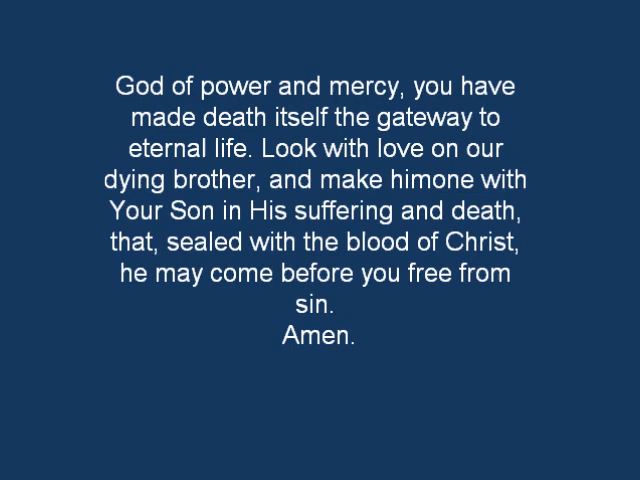 God of power and mercy, you have
made death itself the gateway to
eternal life. Look with love on our
dying brother, and make himone with
Your Son in His suffering and death,
that, sealed with the blood of Christ,
he may come before you free from
sin.
Amen.